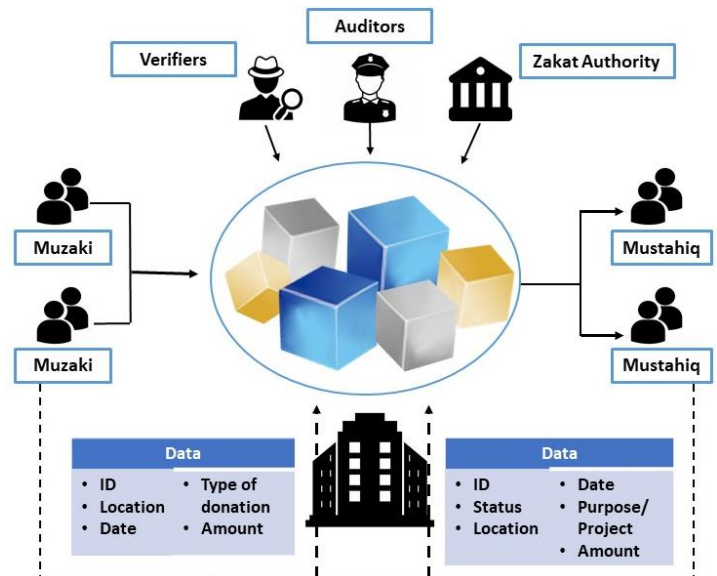 Auditors
Verifiers
Zakat Authority
Muzaki
Mustahiq
Muzaki
Mustahiq
Data
• ID
• Location
• Date
• Type of
donation
• Amount
Data
• ID
• Status
• Location
• Date
• Purpose/
Project
• Amount